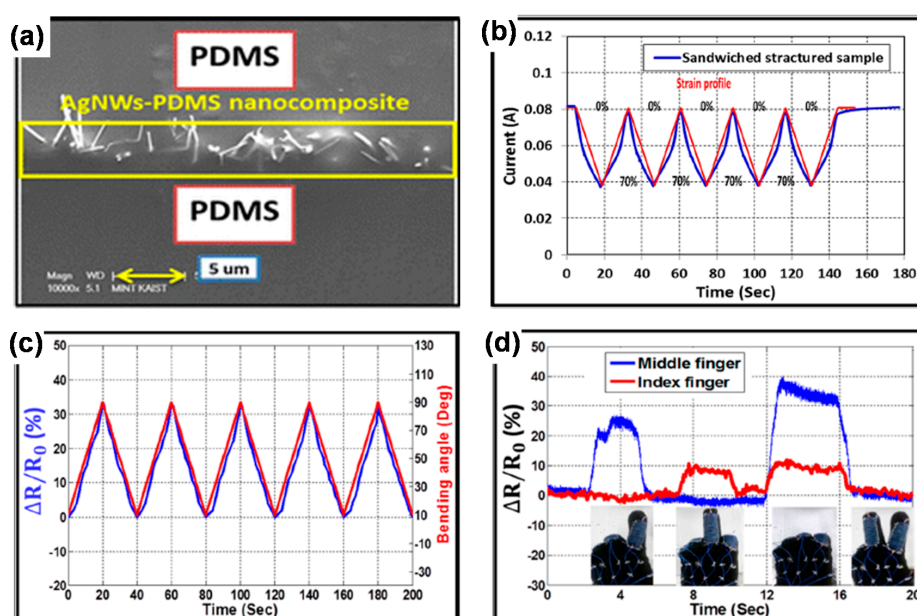 (a)
PDMS
AgNWs-PDMS nanocomposite
PDMS
5 um
Magn WD
10000x 5.1 MINT KAIST
(b)
0.12
0.1
0.08
0.06
0.04
0.02
0
Current (A)
Sandwiched stractured sample
Strain profile
0% 0% 0% 0% 0%
70% 70% 70% 70%
0 20 40 60 80 100 120 140 160 180
Time (Sec)
(c)
50
40
30
20
10
0
-10
-20
ΔR/R0 (%)
130
110
90
70
50
30
10
-10
-30
-50
-70
Bending angle (Deg)
0 20 40 60 80 100 120 140 160 180 200
Time (Sec)
(d)
50
40
30
20
10
0
-10
-20
-30
ΔR/R0 (%)
Middle finger
Index finger
0 4 8 12 16 20
Time (Sec)